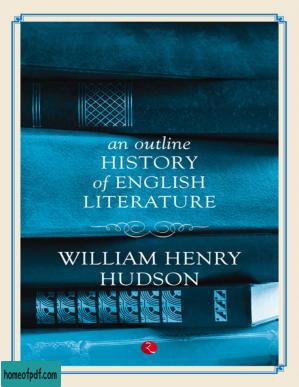 an outline
HISTORY
of ENGLISH
LITERATURE
WILLIAM HENRY
HUDSON
homeofpdf.com